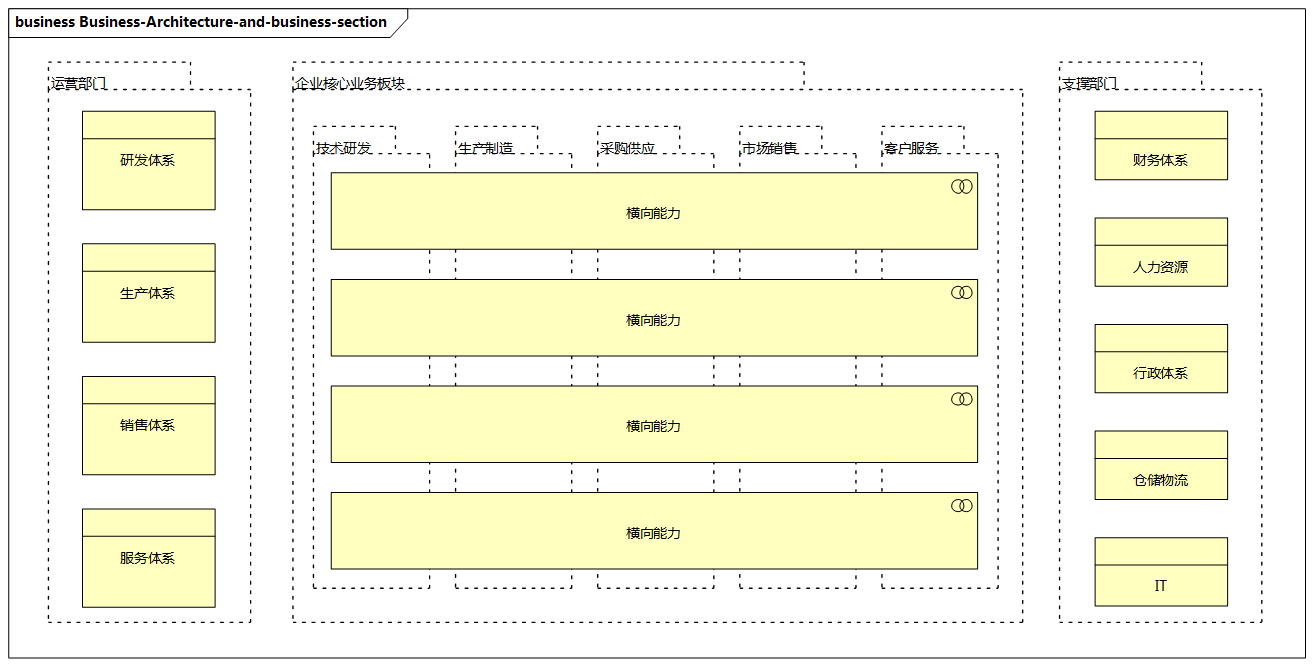 business Business-Architecture-and-business-section
运营部门
研发体系
生产体系
销售体系
服务体系
企业核心业务板块
技术研发
生产制造
采购供应
市场销售
客户服务
横向能力
横向能力
横向能力
横向能力
支撑部门
财务体系
人力资源
行政体系
仓储物流
IT